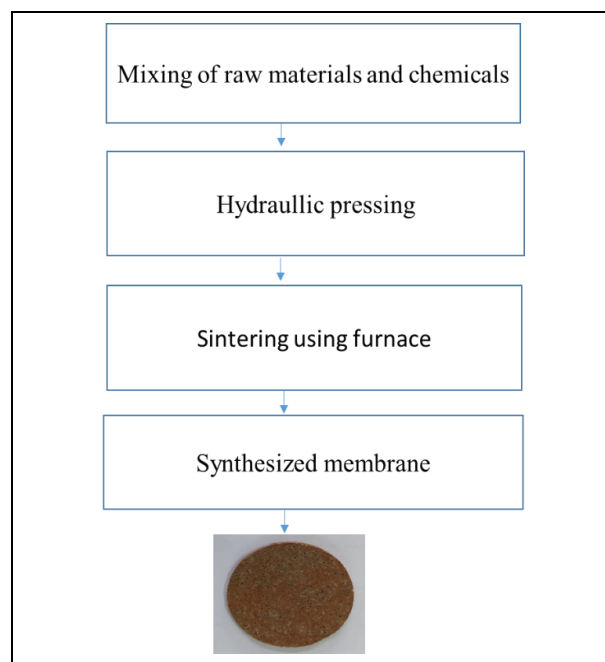 Mixing of raw materials and chemicals
Hydraullic pressing
Sintering using furnace
Synthesized membrane